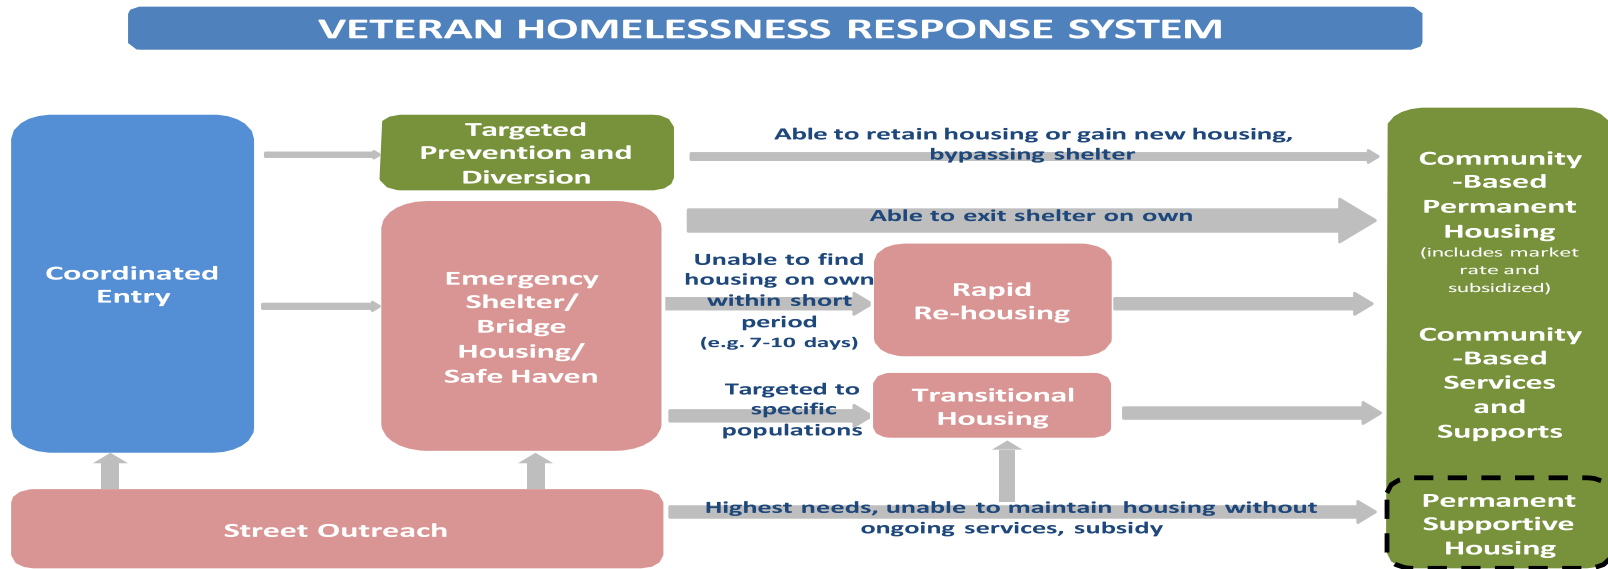 VETERAN HOMELESSNESS RESPONSE SYSTEM
Coordinated
Entry
Targeted
Prevention and
Diversion
Able to retain housing or gain new housing,
bypassing shelter
Able to exit shelter on own
Emergency
Shelter/
Bridge
Housing/
Safe Haven
Unable to find
housing on own
within short
period
(e.g. 7-10 days)
Rapid
Re-housing
Targeted to
specific
populations
Transitional
Housing
Community
-Based
Permanent
Housing
(includes market
rate and
subsidized)
Community
-Based
Services
and
Supports
Street Outreach
Highest needs, unable to maintain housing without
ongoing services, subsidy
Permanent
Supportive
Housing